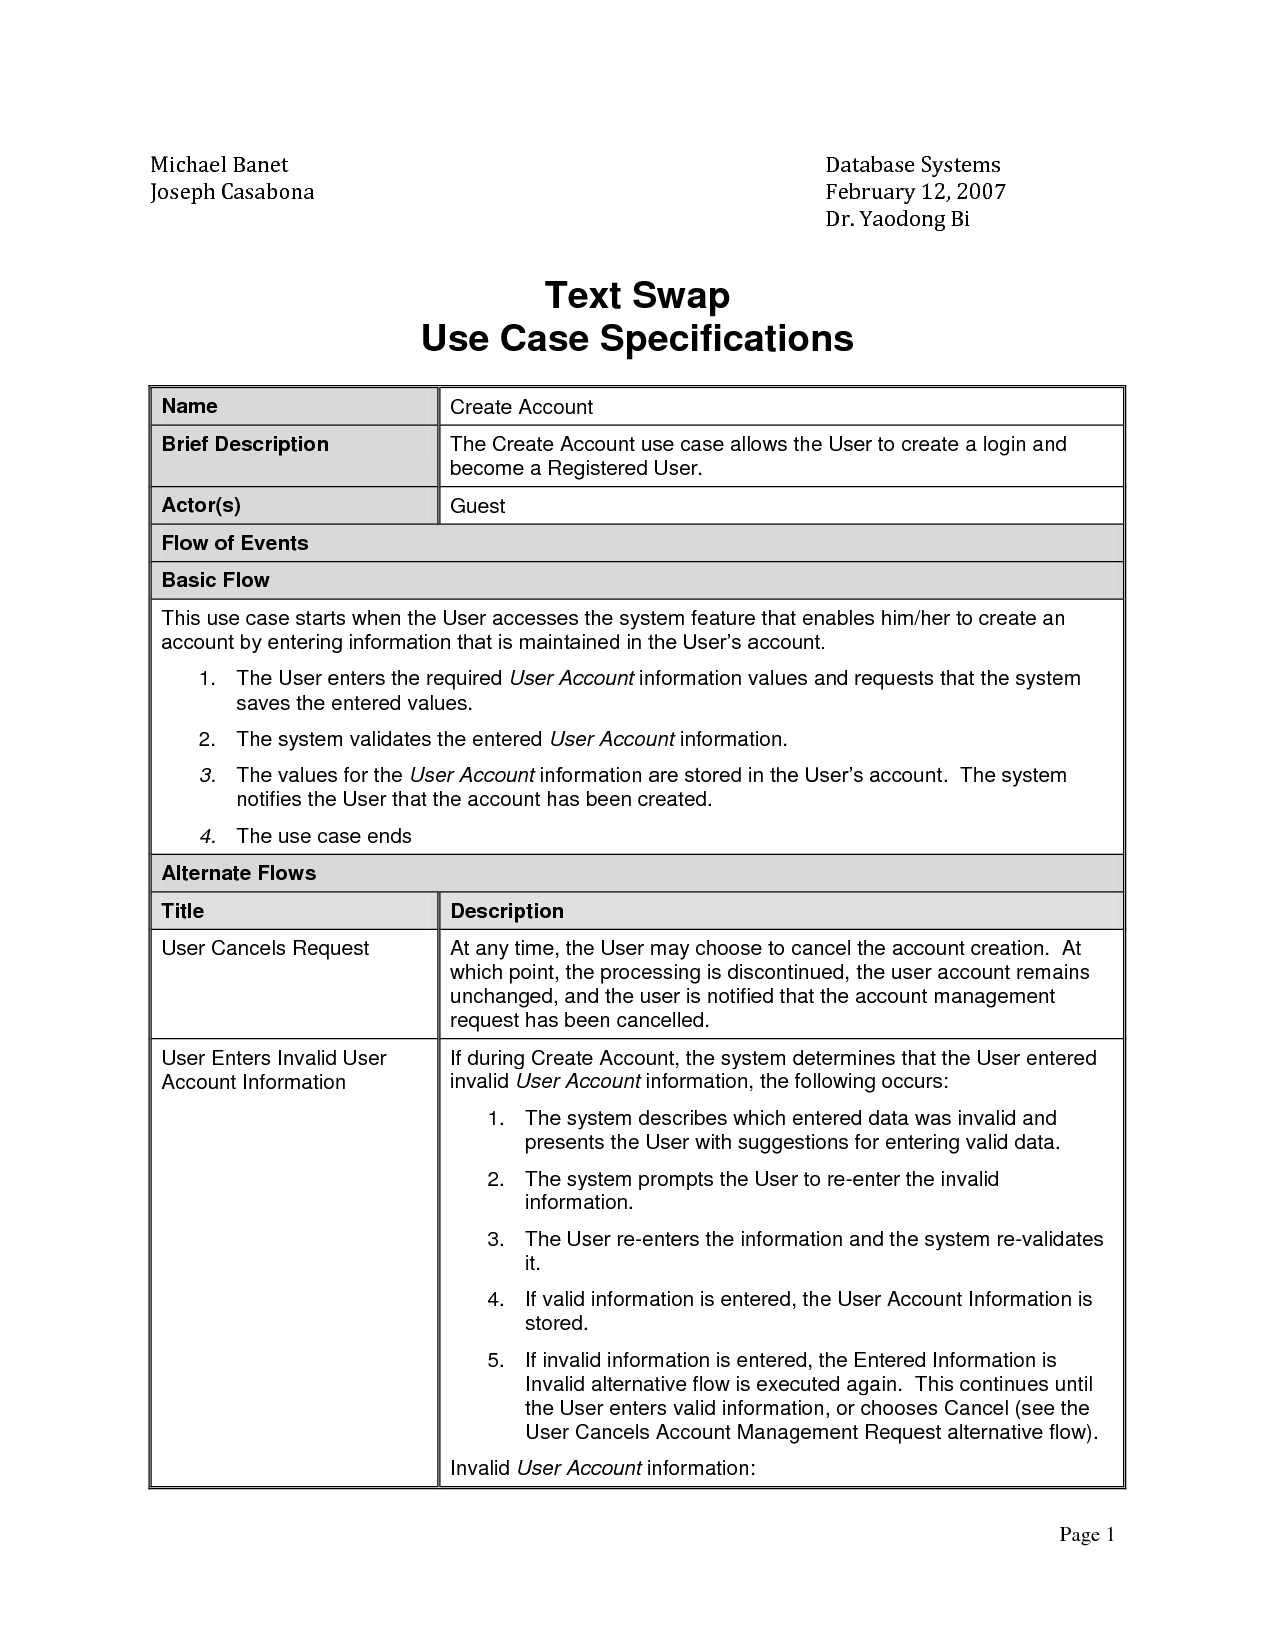 Michael Banet
Joseph Casabona
Database Systems
February 12, 2007
Dr. Yaodong Bi
Text Swap
Use Case Specifications
Name
Create Account
Brief Description
The Create Account use case allows the User to create a login and
become a Registered User.
Actor(s)
Guest
Flow of Events
Basic Flow
This use case starts when the User accesses the system feature that enables him/her to create an
account by entering information that is maintained in the User's account.
1. The User enters the required User Account information values and requests that the system
saves the entered values.
2. The system validates the entered User Account information.
3. The values for the User Account information are stored in the User's account.  The system
notifies the User that the account has been created.
4. The use case ends
Alternate Flows
Title
Description
User Cancels Request
At any time, the User may choose to cancel the account creation.  At
which point, the processing is discontinued, the user account remains
unchanged, and the user is notified that the account management
request has been cancelled.
User Enters Invalid User
Account Information
If during Create Account, the system determines that the User entered
invalid User Account information, the following occurs:
1. The system describes which entered data was invalid and
presents the User with suggestions for entering valid data.
2. The system prompts the User to re-enter the invalid
information.
3. The User re-enters the information and the system re-validates
it.
4. If valid information is entered, the User Account Information is
stored.
5. If invalid information is entered, the Entered Information is
Invalid alternative flow is executed again.  This continues until
the User enters valid information, or chooses Cancel (see the
User Cancels Account Management Request alternative flow).
Invalid User Account information:
Page 1